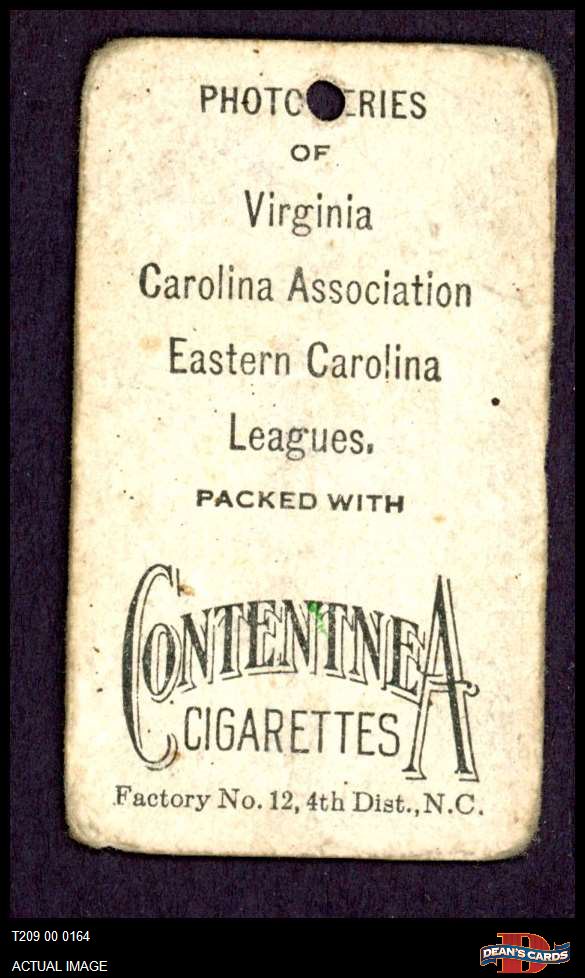 PHOTO ERIES
OF
Virginia
Carolina Association
Eastern Carolina
Leagues.
PACKED WITH
CONTENTNEA
CIGARETTES
Factory No. 12, 4th Dist., N.C.
T209 00 0164
ACTUAL IMAGE
DEAN'S CARDS